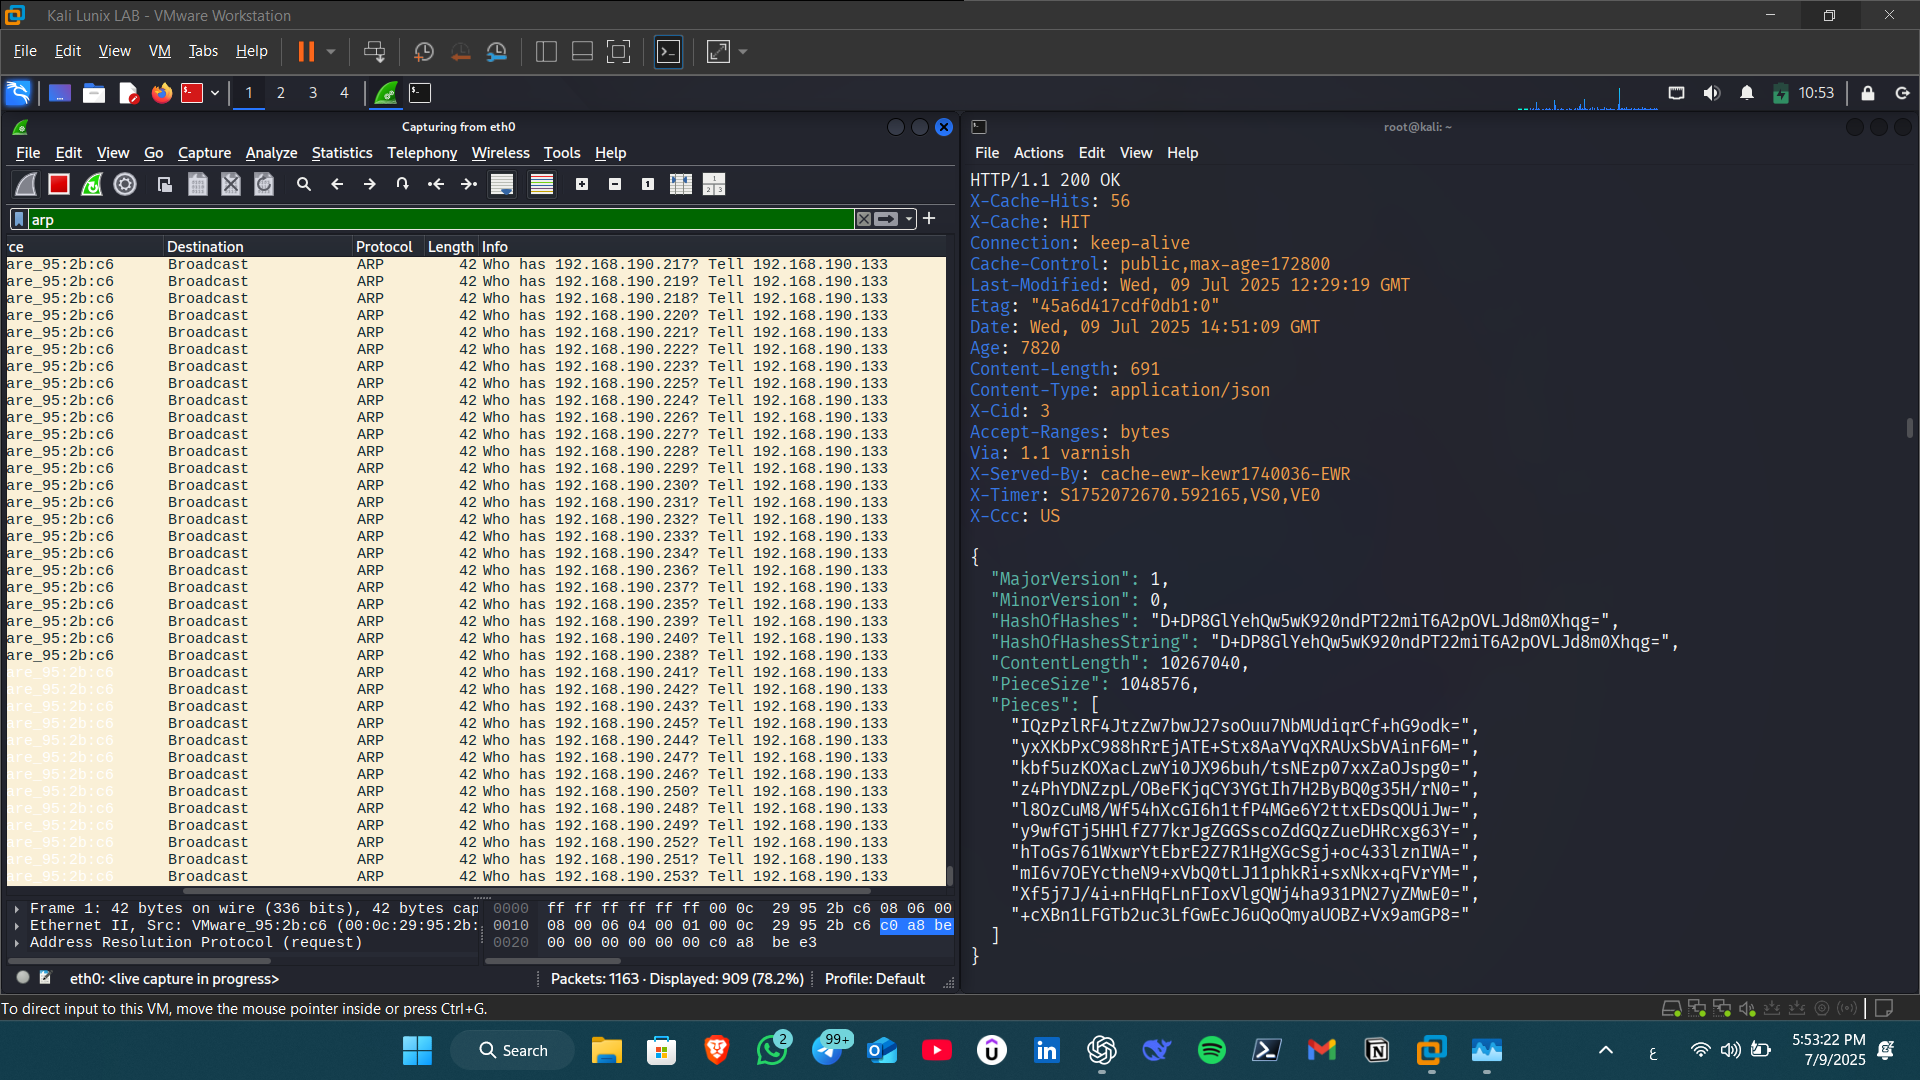 Kali Lunix LAB - VMware Workstation
File Edit View VM Tabs Help
1 2 3 4
10:53
Capturing from eth0
File Edit View Go Capture Analyze Statistics Telephony Wireless Tools Help
arp
rce Destination Protocol Length Info
are_95:2b:c6 Broadcast ARP 42 Who has 192.168.190.217? Tell 192.168.190.133
are_95:2b:c6 Broadcast ARP 42 Who has 192.168.190.219? Tell 192.168.190.133
are_95:2b:c6 Broadcast ARP 42 Who has 192.168.190.218? Tell 192.168.190.133
are_95:2b:c6 Broadcast ARP 42 Who has 192.168.190.220? Tell 192.168.190.133
are_95:2b:c6 Broadcast ARP 42 Who has 192.168.190.221? Tell 192.168.190.133
are_95:2b:c6 Broadcast ARP 42 Who has 192.168.190.222? Tell 192.168.190.133
are_95:2b:c6 Broadcast ARP 42 Who has 192.168.190.223? Tell 192.168.190.133
are_95:2b:c6 Broadcast ARP 42 Who has 192.168.190.225? Tell 192.168.190.133
are_95:2b:c6 Broadcast ARP 42 Who has 192.168.190.224? Tell 192.168.190.133
are_95:2b:c6 Broadcast ARP 42 Who has 192.168.190.226? Tell 192.168.190.133
are_95:2b:c6 Broadcast ARP 42 Who has 192.168.190.227? Tell 192.168.190.133
are_95:2b:c6 Broadcast ARP 42 Who has 192.168.190.228? Tell 192.168.190.133
are_95:2b:c6 Broadcast ARP 42 Who has 192.168.190.229? Tell 192.168.190.133
are_95:2b:c6 Broadcast ARP 42 Who has 192.168.190.230? Tell 192.168.190.133
are_95:2b:c6 Broadcast ARP 42 Who has 192.168.190.231? Tell 192.168.190.133
are_95:2b:c6 Broadcast ARP 42 Who has 192.168.190.232? Tell 192.168.190.133
are_95:2b:c6 Broadcast ARP 42 Who has 192.168.190.233? Tell 192.168.190.133
are_95:2b:c6 Broadcast ARP 42 Who has 192.168.190.234? Tell 192.168.190.133
are_95:2b:c6 Broadcast ARP 42 Who has 192.168.190.236? Tell 192.168.190.133
are_95:2b:c6 Broadcast ARP 42 Who has 192.168.190.237? Tell 192.168.190.133
are_95:2b:c6 Broadcast ARP 42 Who has 192.168.190.235? Tell 192.168.190.133
are_95:2b:c6 Broadcast ARP 42 Who has 192.168.190.239? Tell 192.168.190.133
are_95:2b:c6 Broadcast ARP 42 Who has 192.168.190.240? Tell 192.168.190.133
are_95:2b:c6 Broadcast ARP 42 Who has 192.168.190.238? Tell 192.168.190.133
are_95:2b:c6 Broadcast ARP 42 Who has 192.168.190.241? Tell 192.168.190.133
are_95:2b:c6 Broadcast ARP 42 Who has 192.168.190.242? Tell 192.168.190.133
are_95:2b:c6 Broadcast ARP 42 Who has 192.168.190.243? Tell 192.168.190.133
are_95:2b:c6 Broadcast ARP 42 Who has 192.168.190.245? Tell 192.168.190.133
are_95:2b:c6 Broadcast ARP 42 Who has 192.168.190.244? Tell 192.168.190.133
are_95:2b:c6 Broadcast ARP 42 Who has 192.168.190.247? Tell 192.168.190.133
are_95:2b:c6 Broadcast ARP 42 Who has 192.168.190.246? Tell 192.168.190.133
are_95:2b:c6 Broadcast ARP 42 Who has 192.168.190.250? Tell 192.168.190.133
are_95:2b:c6 Broadcast ARP 42 Who has 192.168.190.248? Tell 192.168.190.133
are_95:2b:c6 Broadcast ARP 42 Who has 192.168.190.249? Tell 192.168.190.133
are_95:2b:c6 Broadcast ARP 42 Who has 192.168.190.252? Tell 192.168.190.133
are_95:2b:c6 Broadcast ARP 42 Who has 192.168.190.251? Tell 192.168.190.133
are_95:2b:c6 Broadcast ARP 42 Who has 192.168.190.253? Tell 192.168.190.133
Frame 1: 42 bytes on wire (336 bits), 42 bytes cap
Ethernet II, Src: VMware_95:2b:c6 (00:0c:29:95:2b:
Address Resolution Protocol (request)
0000 ff ff ff ff ff ff 00 0c 29 95 2b c6 08 06 00
0010 08 00 06 04 00 01 00 0c 29 95 2b c6 c0 a8 be
0020 00 00 00 00 00 00 c0 a8 be e3
eth0: <live capture in progress> Packets: 1163 · Displayed: 909 (78.2%) Profile: Default
root@kali: ~
File Actions Edit View Help
HTTP/1.1 200 OK
X-Cache-Hits: 56
X-Cache: HIT
Connection: keep-alive
Cache-Control: public,max-age=172800
Last-Modified: Wed, 09 Jul 2025 12:29:19 GMT
Etag: "45a6d417cdf0db1:0"
Date: Wed, 09 Jul 2025 14:51:09 GMT
Age: 7820
Content-Length: 691
Content-Type: application/json
X-Cid: 3
Accept-Ranges: bytes
Via: 1.1 varnish
X-Served-By: cache-ewr-kewr1740036-EWR
X-Timer: S1752072670.592165,VS0,VE0
X-Ccc: US
{
"MajorVersion": 1,
"MinorVersion": 0,
"HashOfHashes": "D+DP8GlYehQw5wK920ndPT22miT6A2pOVLJd8m0Xhqg=",
"HashOfHashesString": "D+DP8GlYehQw5wK920ndPT22miT6A2pOVLJd8m0Xhqg=",
"ContentLength": 10267040,
"PieceSize": 1048576,
"Pieces": [
"IQzPzlRF4JtzZw7bwJ27soOuu7NbMUdiqrCf+hG9odk=",
"yxXKbPxC988hRrEjATE+Stx8AaYVqXRAUxSbVAinF6M=",
"kbf5uzKOXacLzwYi0JX96buh/tsNEzp07xxZaOJspg0=",
"z4PhYDNZzpL/OBeFKjqCY3YGtIh7H2ByBQ0g35H/rN0=",
"l8OzCuM8/Wf54hXcGI6h1tfP4MGe6Y2ttxEDsQOUiJw=",
"y9wfGTj5HHlfZ77krJgZGGSscoZdGQzZueDHRcxg63Y=",
"hToGs761WxwrYtEbrE2Z7R1HgXGcSgj+oc433lznIWA=",
"mI6v7OEYctheN9+xVbQ0tLJ11phkRi+sxNkx+qFVrYM=",
"Xf5j7J/4i+nFHqFLnFIoxVlgQWj4ha931PN27yZMwE0=",
"+cXBn1LFGTb2uc3LfGwEcJ6uQoQmyaUOBZ+Vx9amGP8="
]
}
To direct input to this VM, move the mouse pointer inside or press Ctrl+G.
Search
2
99+
ع
5:53:22 PM
7/9/2025